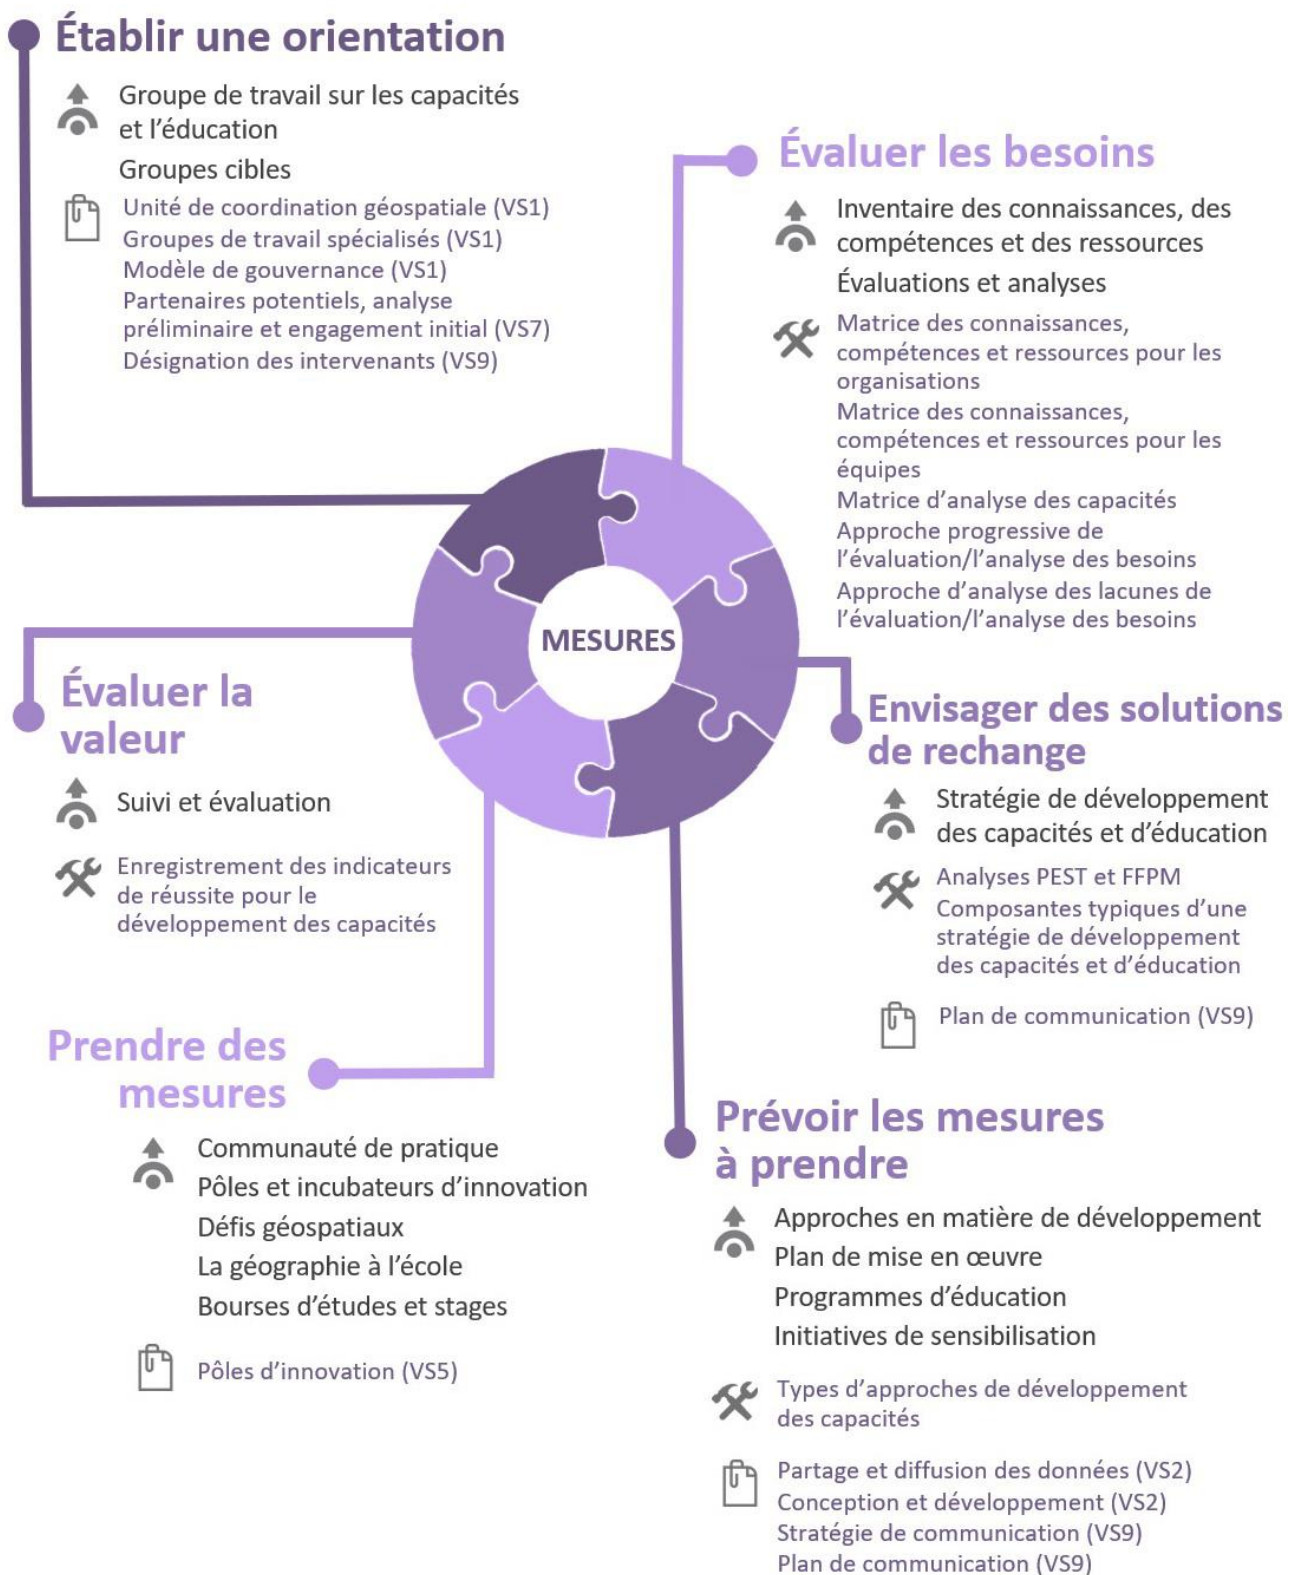 Établir une orientation
Groupe de travail sur les capacités
et l’éducation
Groupes cibles
Unité de coordination géospatiale (VS1)
Groupes de travail spécialisés (VS1)
Modèle de gouvernance (VS1)
Partenaires potentiels, analyse
préliminaire et engagement initial (VS7)
Désignation des intervenants (VS9)
Évaluer les besoins
Inventaire des connaissances, des
compétences et des ressources
Évaluations et analyses
Matrice des connaissances,
compétences et ressources pour les
organisations
Matrice des connaissances,
compétences et ressources pour les
équipes
Matrice d’analyse des capacités
Approche progressive de
l’évaluation/l’analyse des besoins
Approche d’analyse des lacunes de
l’évaluation/l’analyse des besoins
MESURES
Envisager des solutions
de rechange
Stratégie de développement
des capacités et d’éducation
Analyses PEST et FFPM
Composantes typiques d’une
stratégie de développement
des capacités et d’éducation
Plan de communication (VS9)
Prévoir les mesures
à prendre
Approches en matière de développement
Plan de mise en œuvre
Programmes d’éducation
Initiatives de sensibilisation
Types d’approches de développement
des capacités
Partage et diffusion des données (VS2)
Conception et développement (VS2)
Stratégie de communication (VS9)
Plan de communication (VS9)
Prendre des
mesures
Communauté de pratique
Pôles et incubateurs d’innovation
Défis géospatiaux
La géographie à l’école
Bourses d’études et stages
Pôles d’innovation (VS5)
Évaluer la
valeur
Suivi et évaluation
Enregistrement des indicateurs
de réussite pour le
développement des capacités